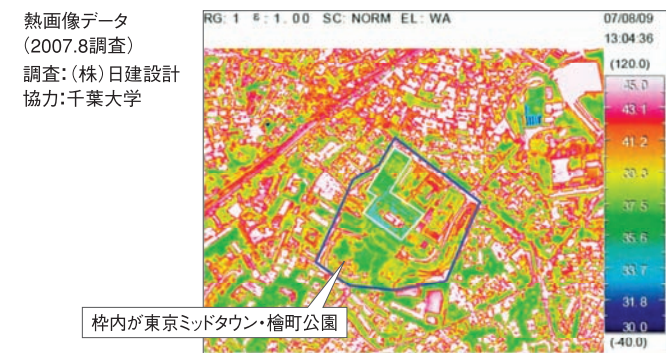 熱画像データ
（2007.8調査）
調査：（株）日建設計
協力：千葉大学
RG: 1 ε: 1.00 SC: NORM EL: WA
07/08/09
13:04:36
(120.0)
45.0
43.1
41.2
39.3
37.5
35.6
33.7
31.8
30.0
(-40.0)
枠内が東京ミッドタウン・檜町公園